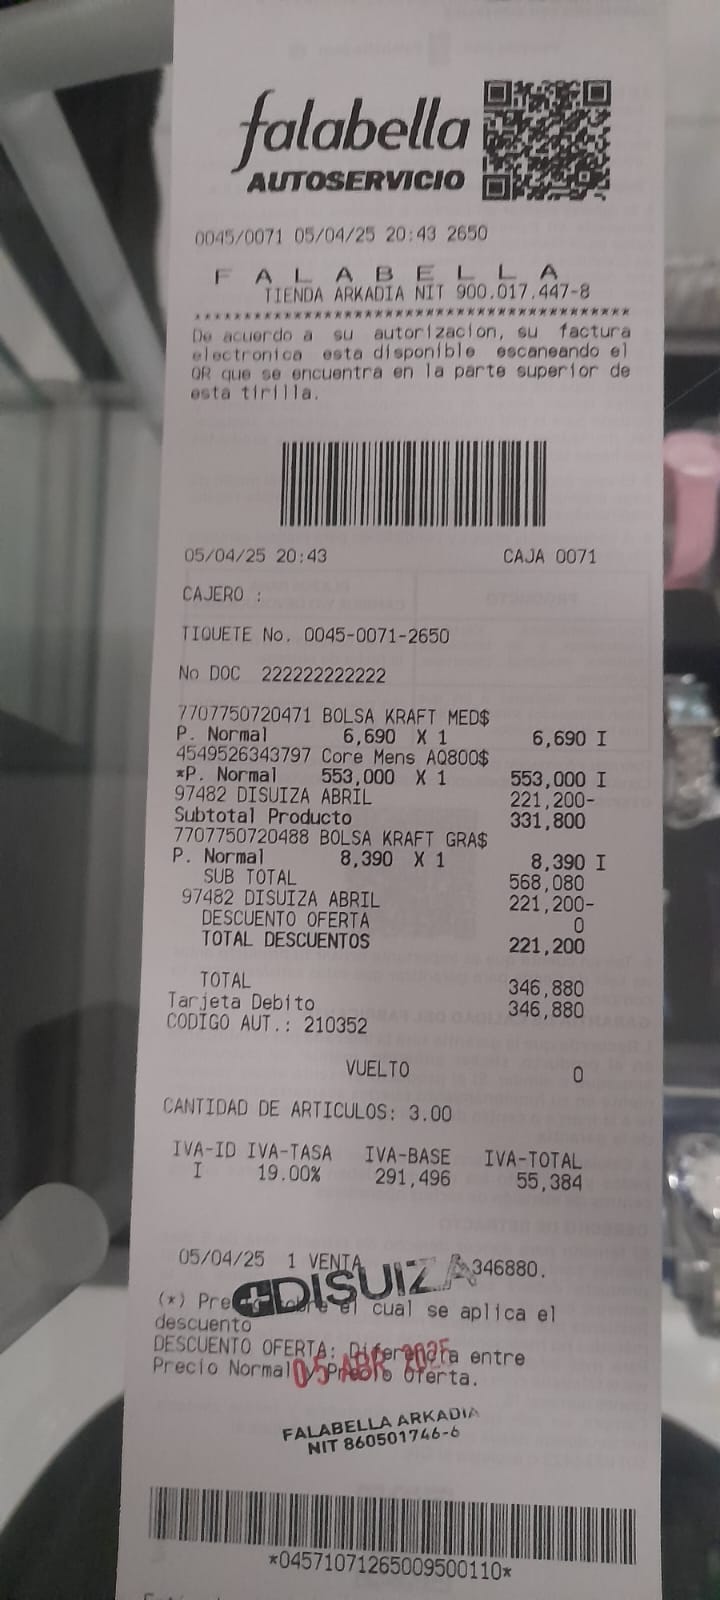 falabella
AUTOSERVICIO
0045/0071 05/04/25 20:43 2650
F A L A B E L L A
TIENDA ARKADIA NIT 900.017.447-8
******************************************
De acuerdo a su autorizacion, su factura
electronica esta disponible escaneando el
QR que se encuentra en la parte superior de
esta tirilla.
05/04/25 20:43 CAJA 0071
CAJERO :
TIQUETE No. 0045-0071-2650
No DOC 222222222222
7707750720471 BOLSA KRAFT MED$
P. Normal 6,690 X 1 6,690 I
4549526343797 Core Mens AQ800$
*P. Normal 553,000 X 1 553,000 I
97482 DISUIZA ABRIL 221,200-
Subtotal Producto 331,800
7707750720488 BOLSA KRAFT GRA$
P. Normal 8,390 X 1 8,390 I
SUB TOTAL 568,080
97482 DISUIZA ABRIL 221,200-
DESCUENTO OFERTA 0
TOTAL DESCUENTOS 221,200
TOTAL 346,880
Tarjeta Debito 346,880
CODIGO AUT.: 210352
VUELTO 0
CANTIDAD DE ARTICULOS: 3.00
IVA-ID IVA-TASA IVA-BASE IVA-TOTAL
I 19.00% 291,496 55,384
05/04/25 1 VENTA 346880.
DISUIZA
(*) Precio sobre el cual se aplica el
descuento
DESCUENTO OFERTA: Diferencia entre
Precio Normal y Precio Oferta.
05 ABR 2025
FALABELLA ARKADIA
NIT 860501746-6
*04571071265009500110*